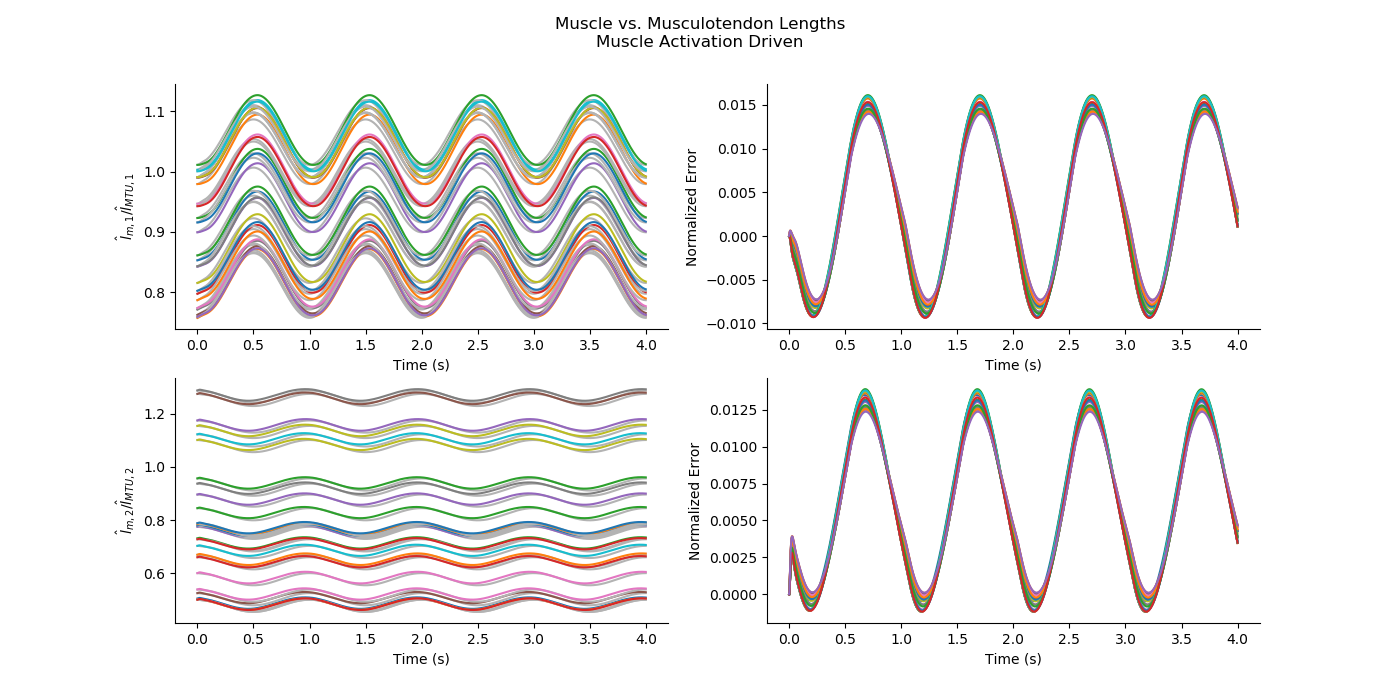 Muscle vs. Musculotendon Lengths
Muscle Activation Driven
1.1
1.0
0.9
0.8
l̂m,1/l̂MTU,1
0.0 0.5 1.0 1.5 2.0 2.5 3.0 3.5 4.0
Time (s)
0.015
0.010
0.005
0.000
−0.005
−0.010
Normalized Error
0.0 0.5 1.0 1.5 2.0 2.5 3.0 3.5 4.0
Time (s)
1.2
1.0
0.8
0.6
l̂m,2/l̂MTU,2
0.0 0.5 1.0 1.5 2.0 2.5 3.0 3.5 4.0
Time (s)
0.0125
0.0100
0.0075
0.0050
0.0025
0.0000
Normalized Error
0.0 0.5 1.0 1.5 2.0 2.5 3.0 3.5 4.0
Time (s)